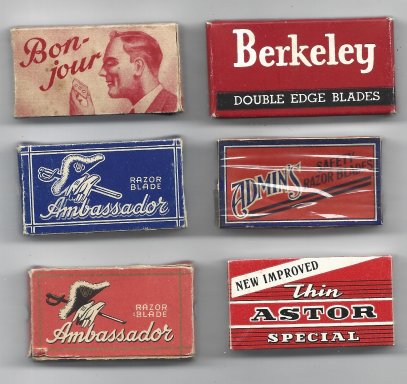 Bon-
jour
Berkeley
DOUBLE EDGE BLADES
RAZOR
BLADE
Ambassador
ADMIN'S
SAFETY
RAZOR BLADES
RAZOR
BLADE
Ambassador
NEW IMPROVED
Thin
ASTOR
SPECIAL